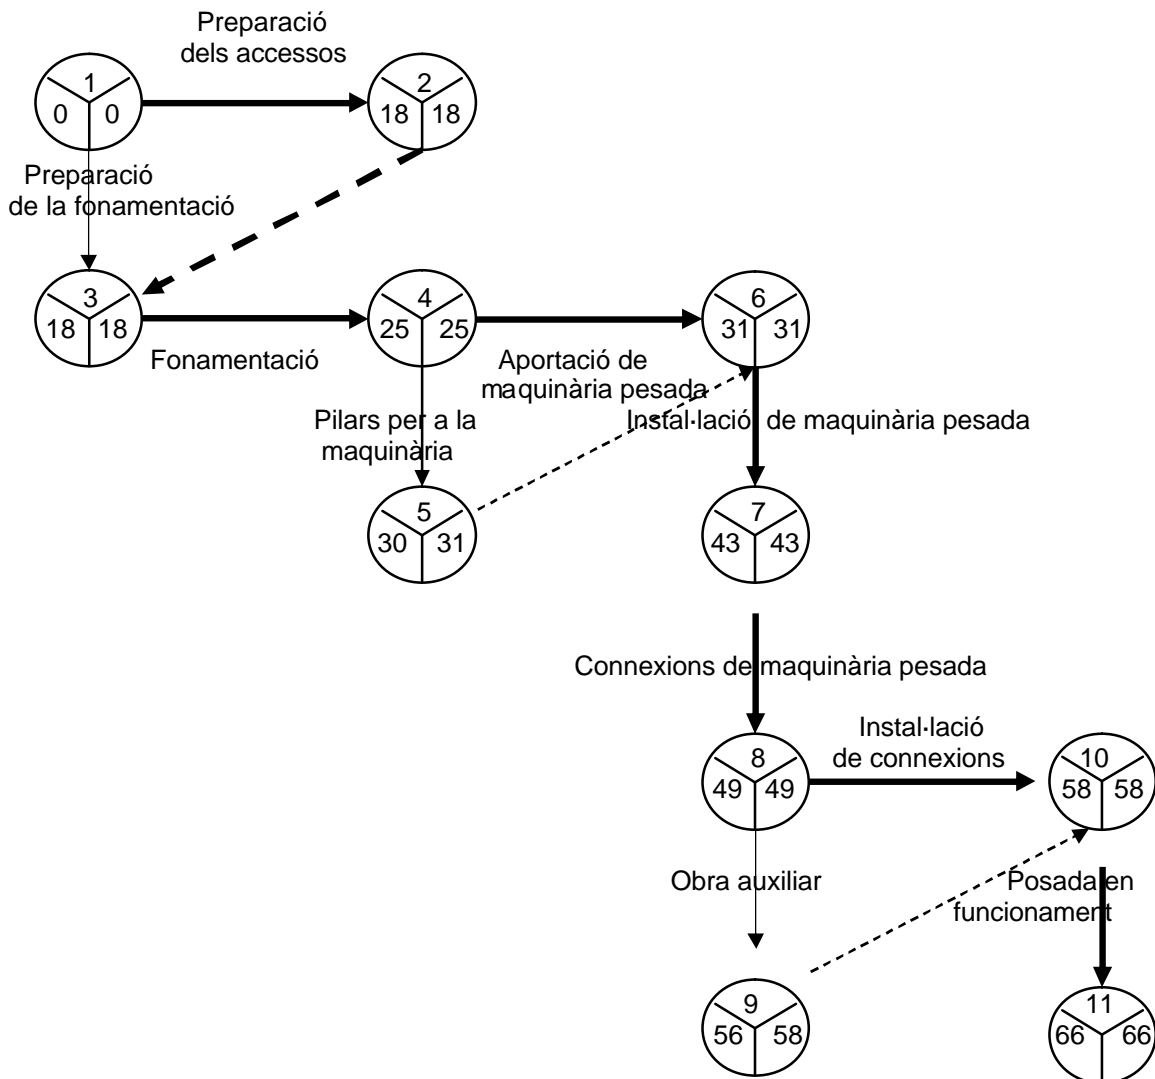 Preparació
dels accessos
1
0 0
2
18 18
Preparació
de la fonamentació
3
18 18
4
25 25
6
31 31
Fonamentació
Aportació de
maquinària pesada
Pilars per a la
maquinària
Instal·lació de maquinària pesada
5
30 31
7
43 43
Connexions de maquinària pesada
Instal·lació
de connexions
8
49 49
10
58 58
Obra auxiliar
Posada en
funcionament
9
56 58
11
66 66